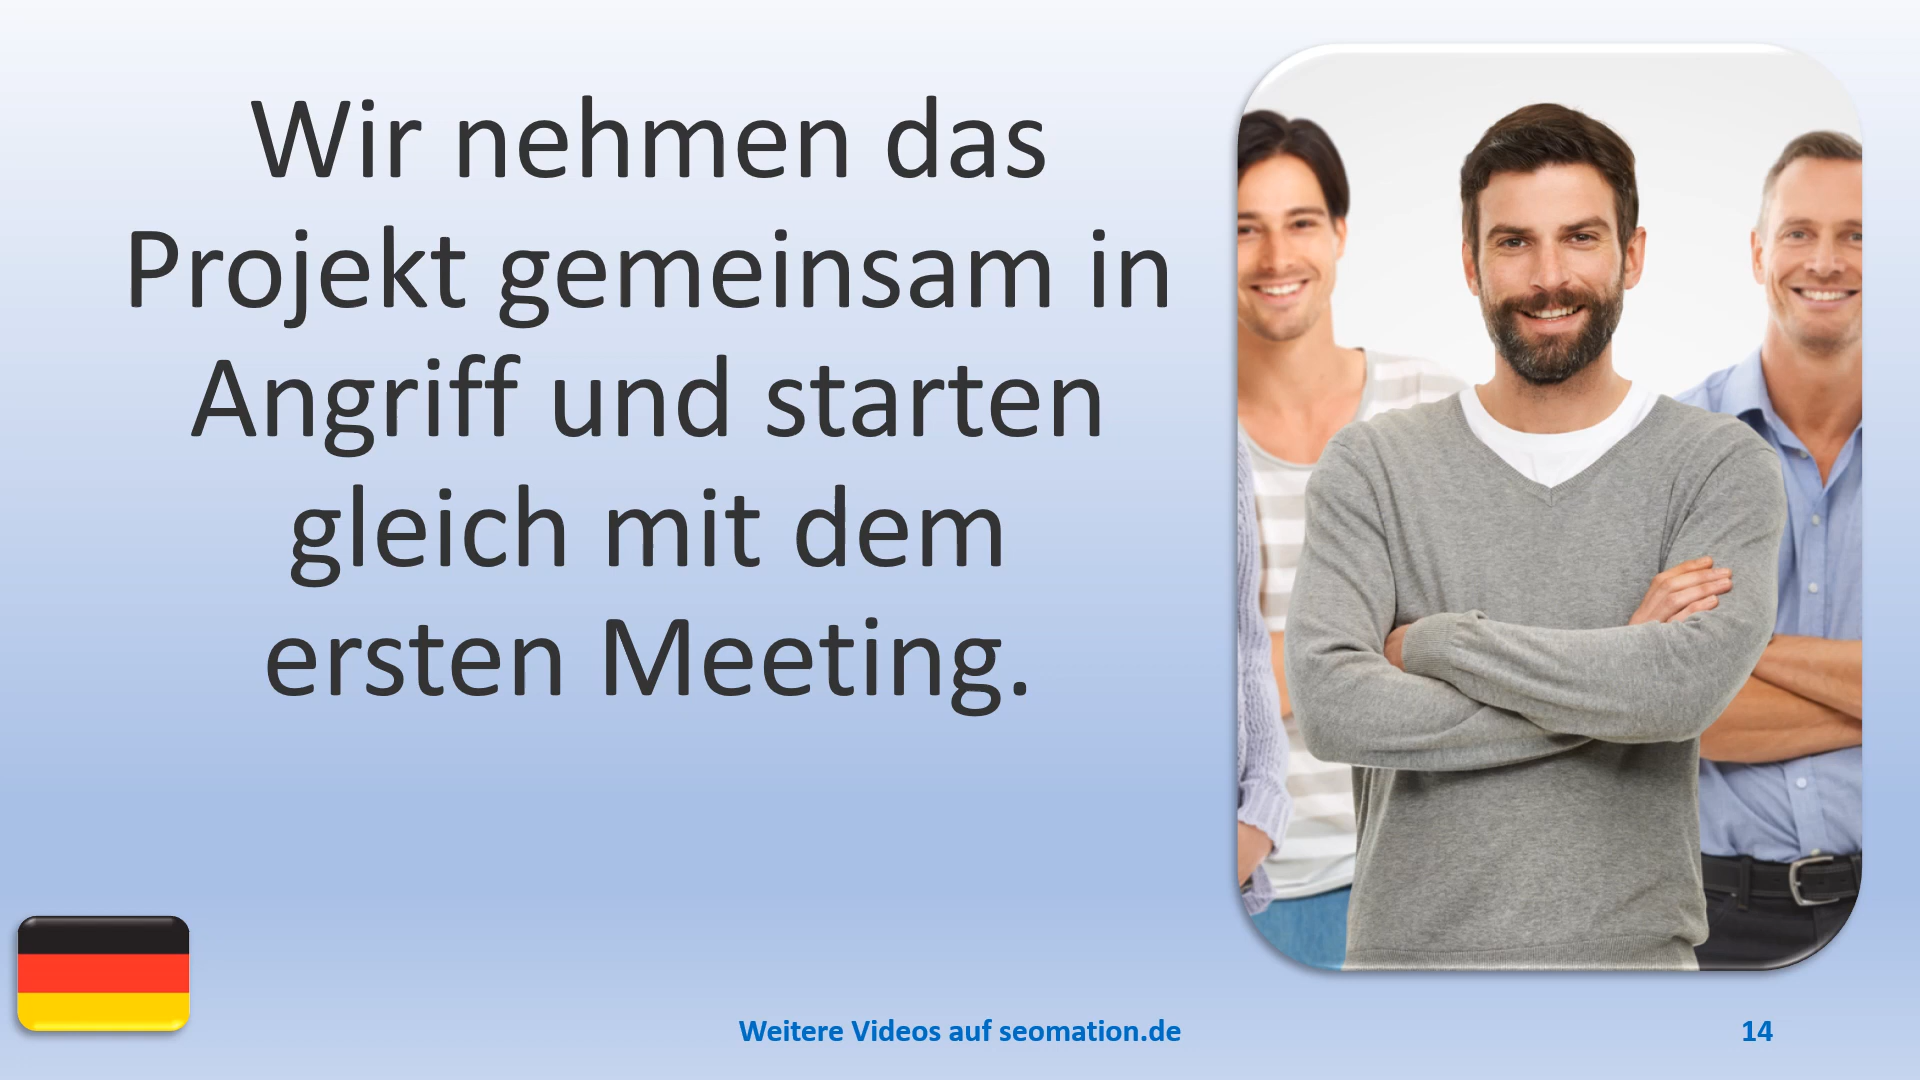 Wir nehmen das
Projekt gemeinsam in
Angriff und starten
gleich mit dem
ersten Meeting.
Weitere Videos auf seomation.de
14